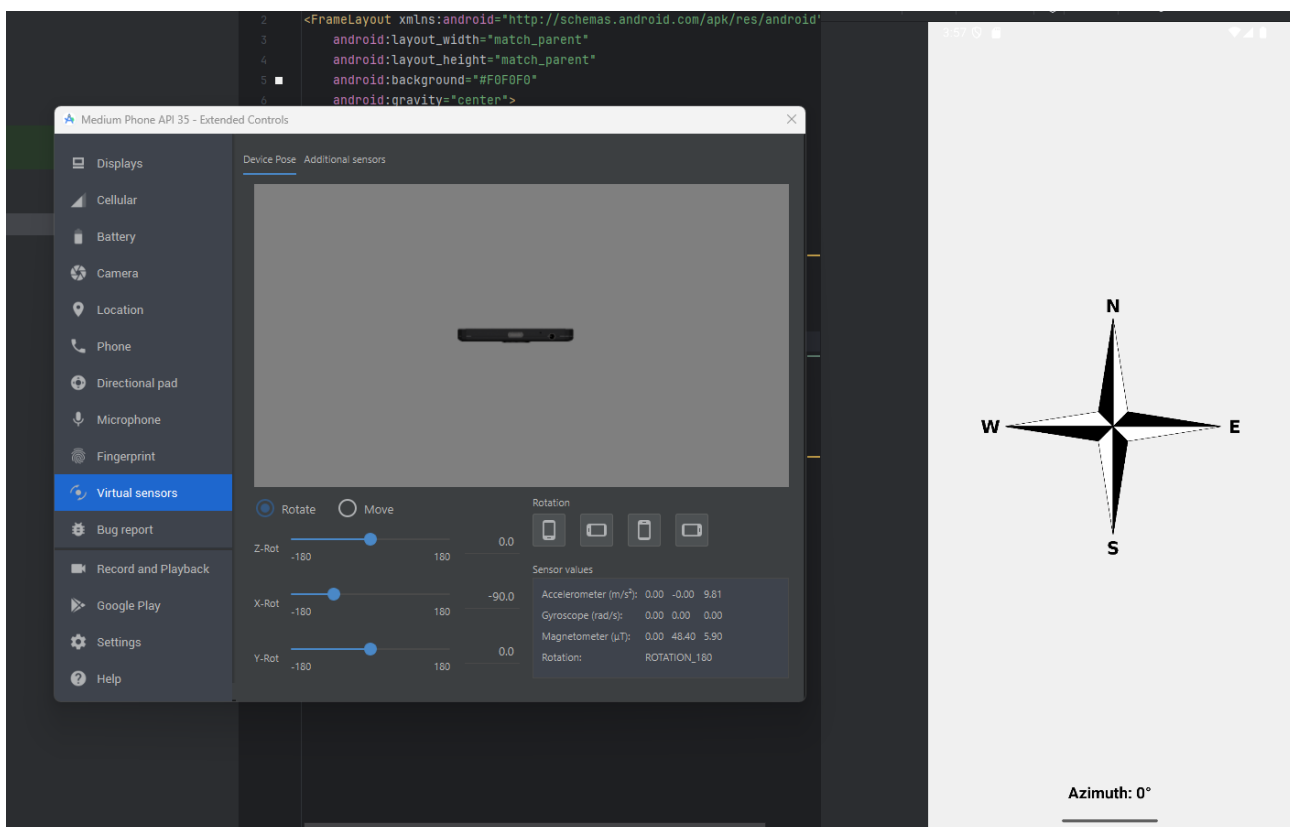 2 <FrameLayout xmlns:android="http://schemas.android.com/apk/res/android"
3 android:layout_width="match_parent"
4 android:layout_height="match_parent"
5 android:background="#F0F0F0"
6 android:gravity="center">
Medium Phone API 35 - Extended Controls
Displays
Cellular
Battery
Camera
Location
Phone
Directional pad
Microphone
Fingerprint
Virtual sensors
Bug report
Record and Playback
Google Play
Settings
Help
Device Pose Additional sensors
Rotate Move
Z-Rot -180 180 0.0
X-Rot -180 180 -90.0
Y-Rot -180 180 0.0
Rotation
Sensor values
Accelerometer (m/s²): 0.00 -0.00 9.81
Gyroscope (rad/s): 0.00 0.00 0.00
Magnetometer (μT): 0.00 48.40 5.90
Rotation: ROTATION_180
3:57
N
W E
S
Azimuth: 0°